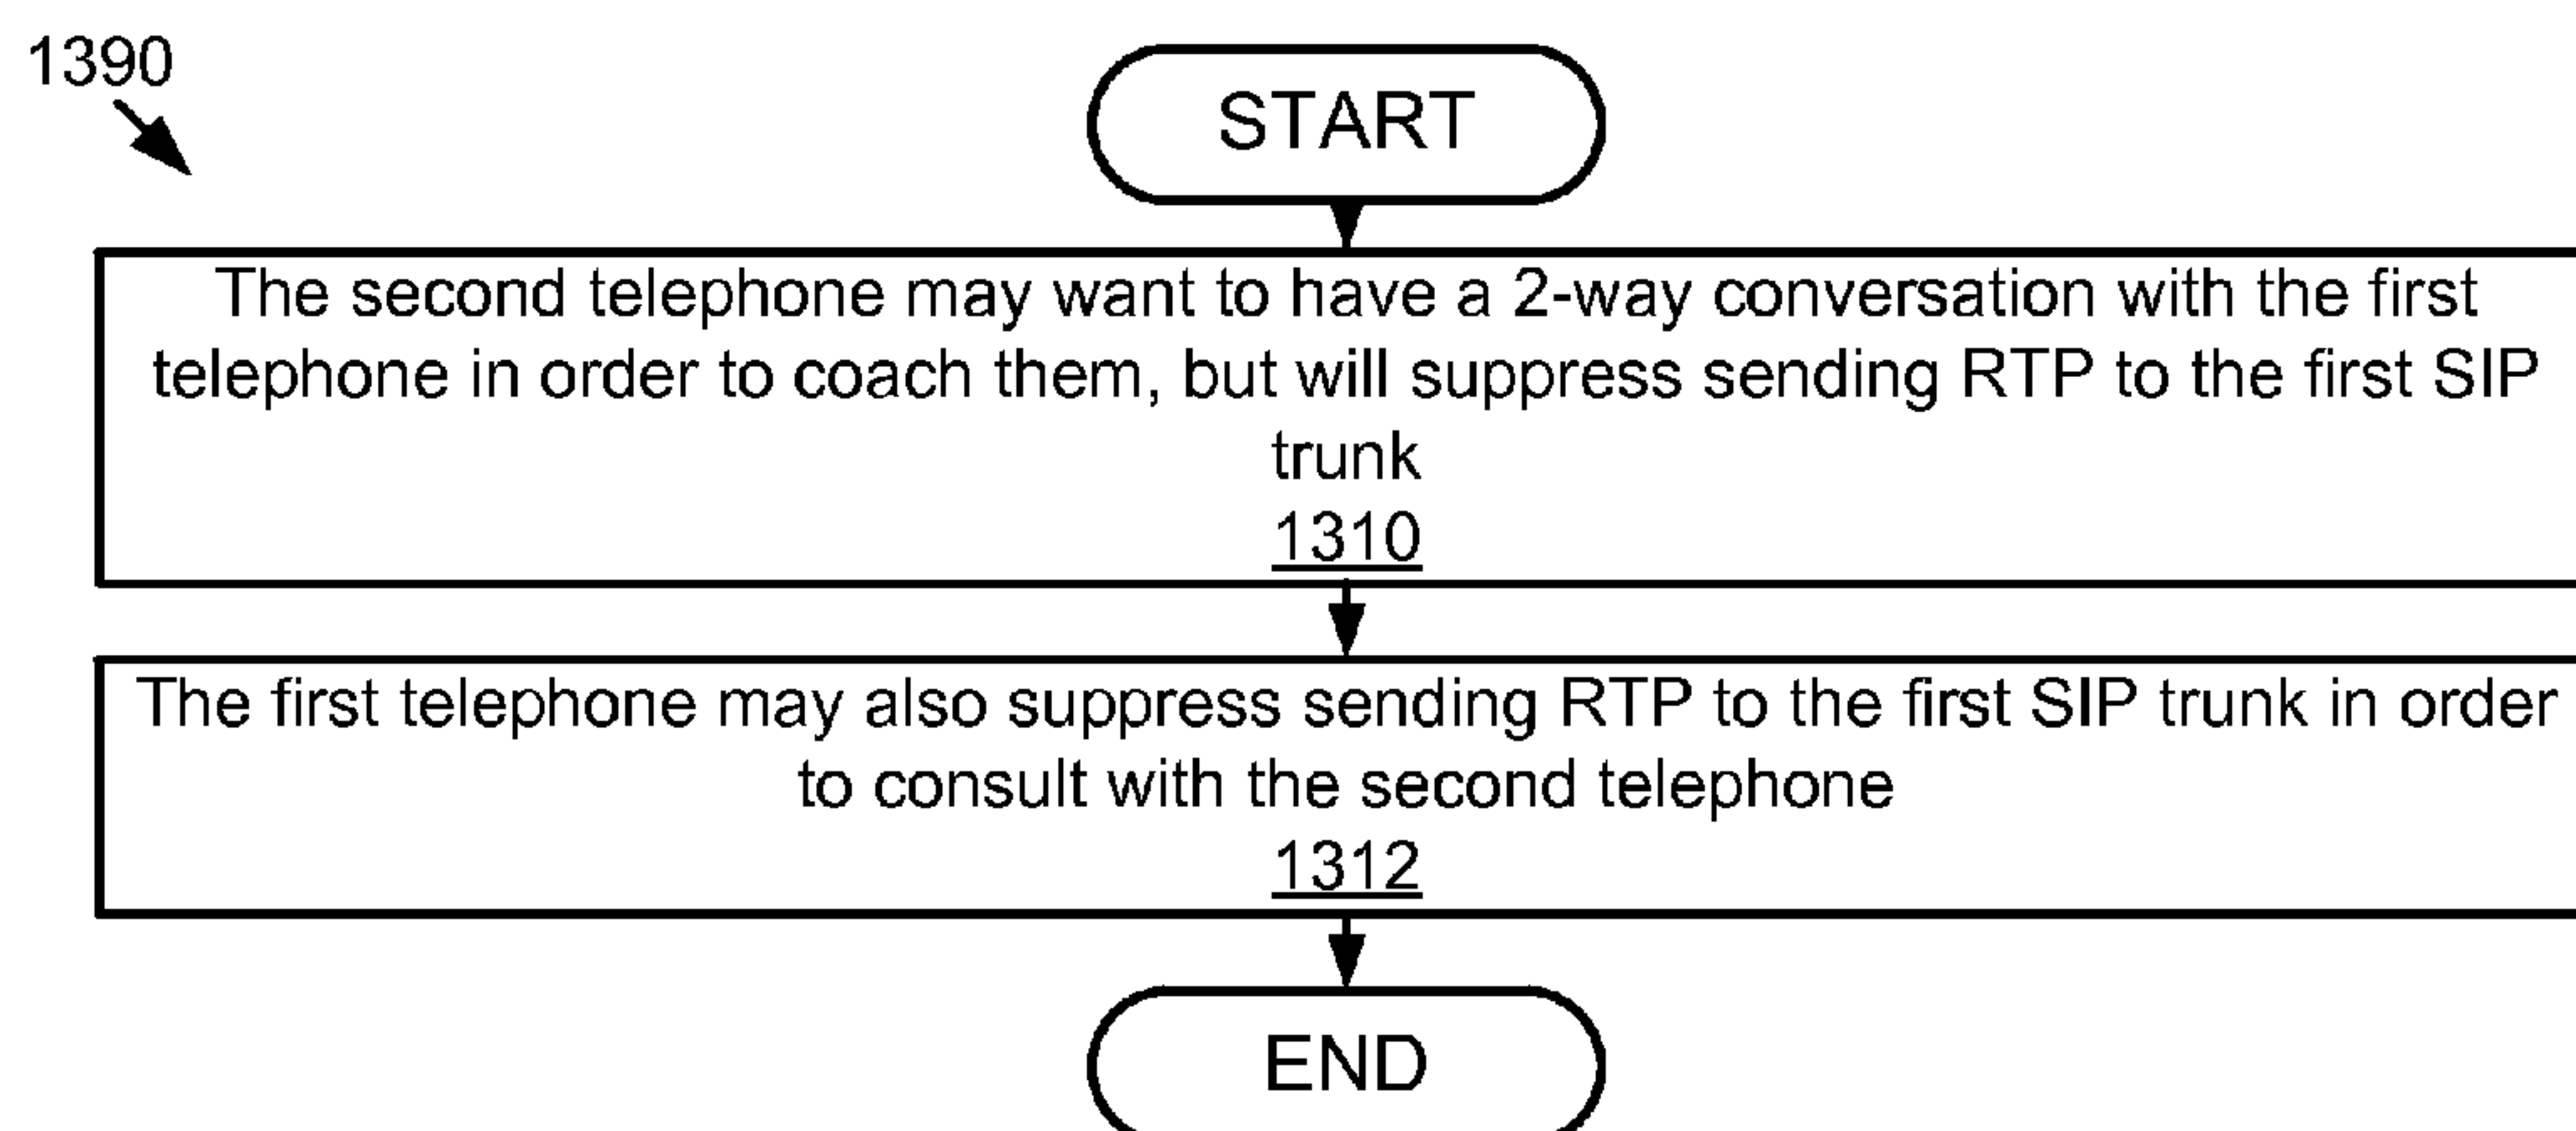 1390
START
The second telephone may want to have a 2-way conversation with the first
telephone in order to coach them, but will suppress sending RTP to the first SIP
trunk
1310
The first telephone may also suppress sending RTP to the first SIP trunk in order
to consult with the second telephone
1312
END